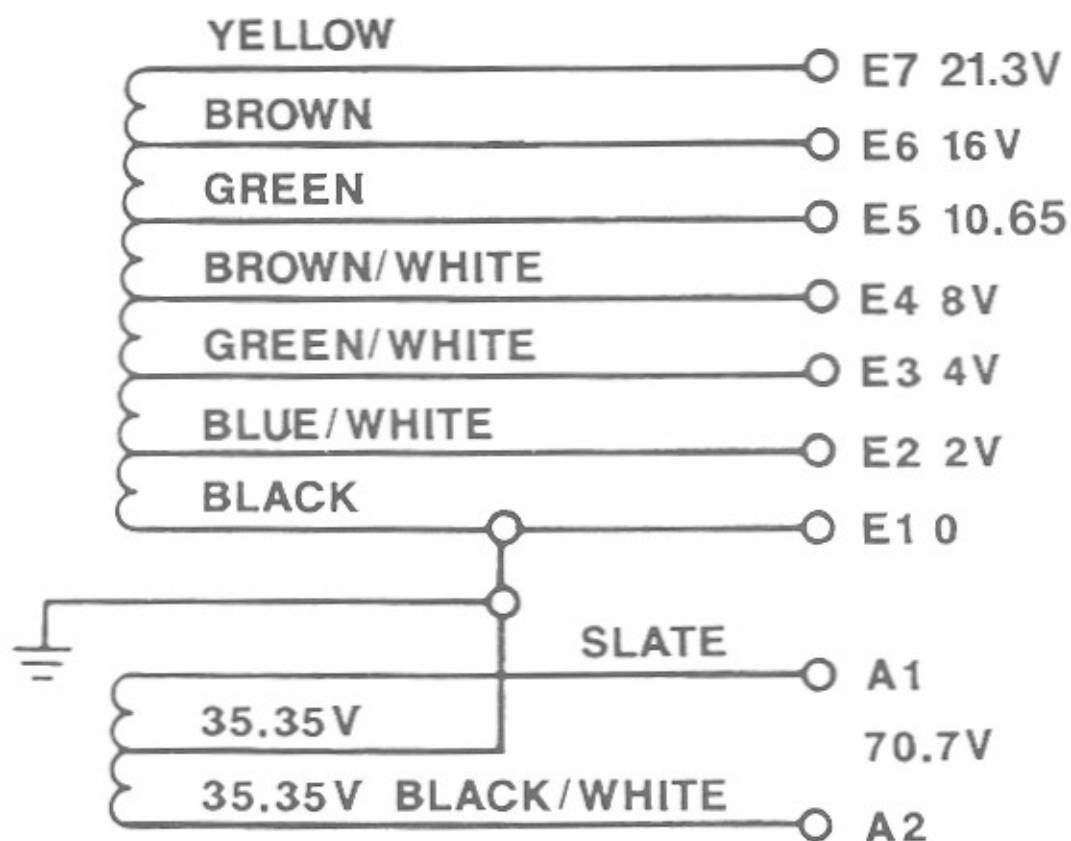 YELLOW
E7 21.3V
BROWN
E6 16V
GREEN
E5 10.65
BROWN/WHITE
E4 8V
GREEN/WHITE
E3 4V
BLUE/WHITE
E2 2V
BLACK
E1 0
SLATE
A1
35.35V
70.7V
35.35V BLACK/WHITE
A2